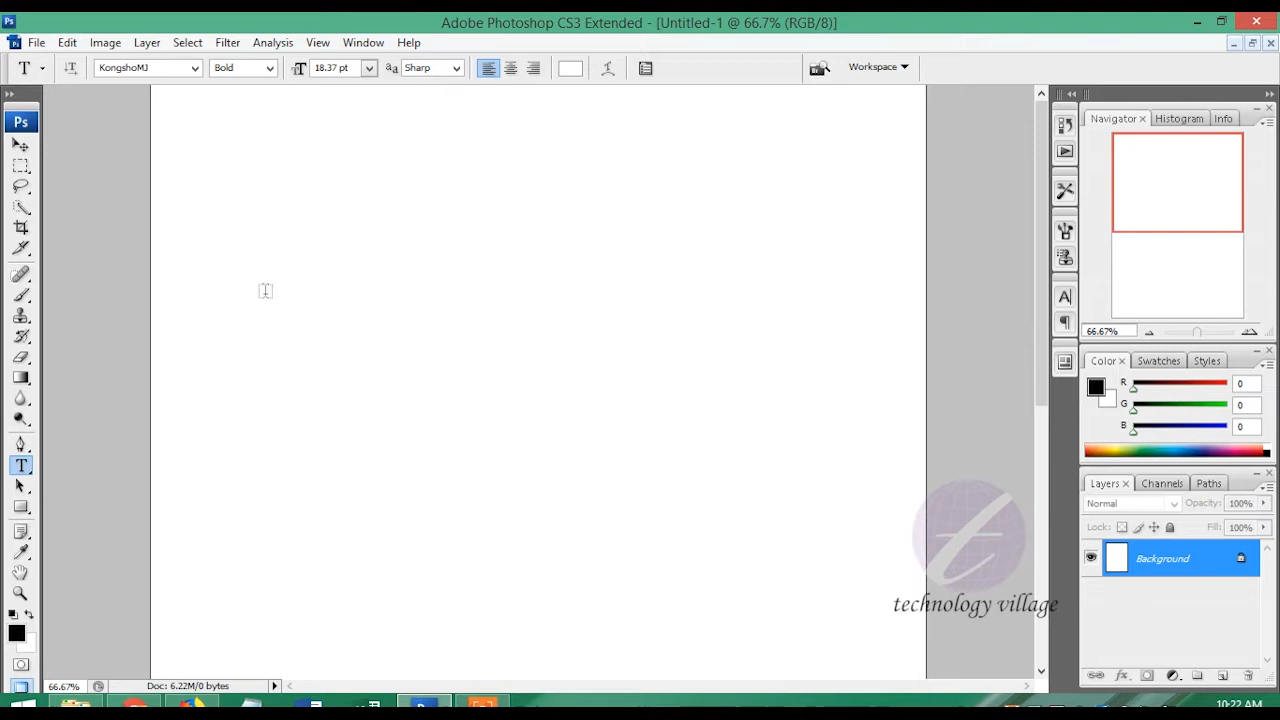 Adobe Photoshop CS3 Extended - [Untitled-1 @ 66.7% (RGB/8)]
File Edit Image Layer Select Filter Analysis View Window Help
KongshoMJ Bold 18.37 pt Sharp Workspace
Ps
Navigator Histogram Info
66.67%
Color Swatches Styles
R 0
G 0
B 0
Layers Channels Paths
Normal Opacity: 100%
Lock: Fill: 100%
Background
t
technology village
66.67% Doc: 6.22M/0 bytes
10:22 AM